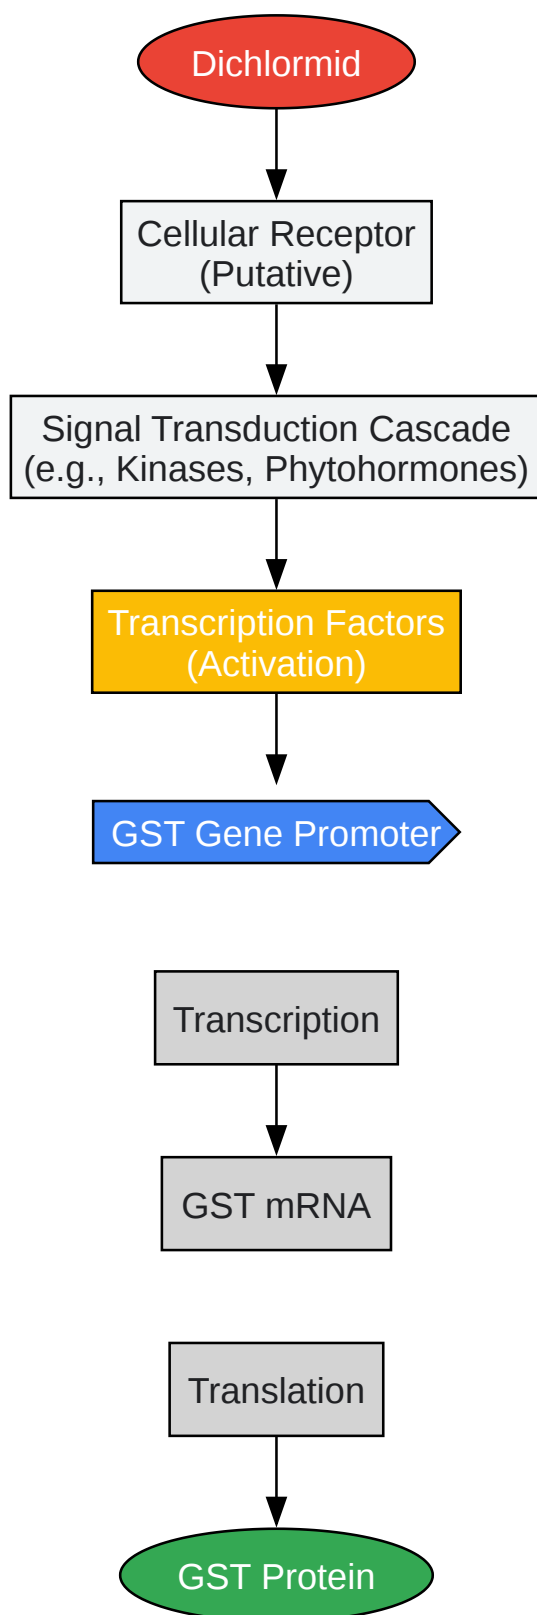 Dichlormid
Cellular Receptor
(Putative)
Signal Transduction Cascade
(e.g., Kinases, Phytohormones)
Transcription Factors
(Activation)
GST Gene Promoter
Transcription
GST mRNA
Translation
GST Protein